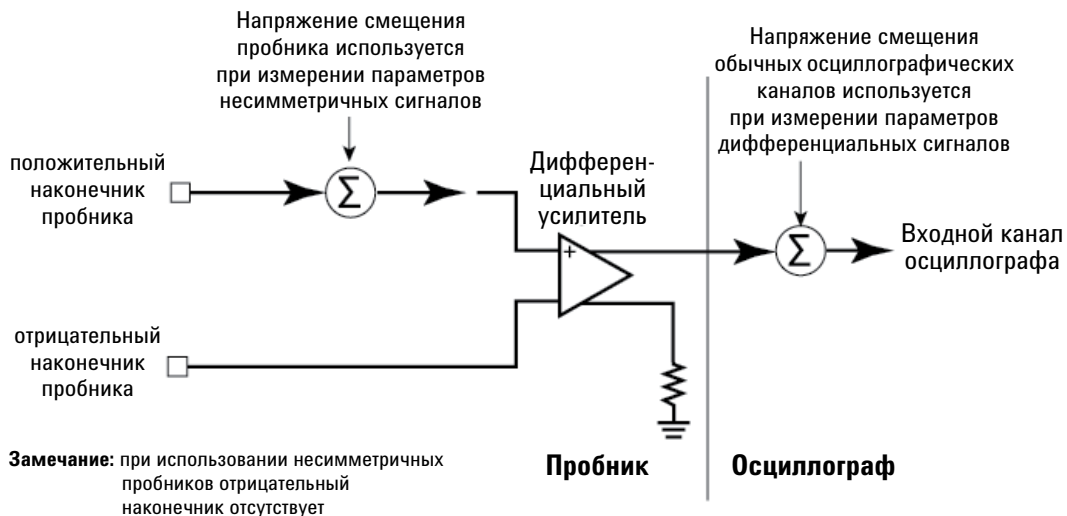 Напряжение смещения
пробника используется
при измерении параметров
несимметричных сигналов
Напряжение смещения
обычных осциллографических
каналов используется
при измерении параметров
дифференциальных сигналов
положительный
наконечник
пробника
Σ
Дифферен-
циальный
усилитель
+
Σ
Входной канал
осциллографа
отрицательный
наконечник
пробника
Замечание: при использовании несимметричных
пробников отрицательный
наконечник отсутствует
Пробник
Осциллограф